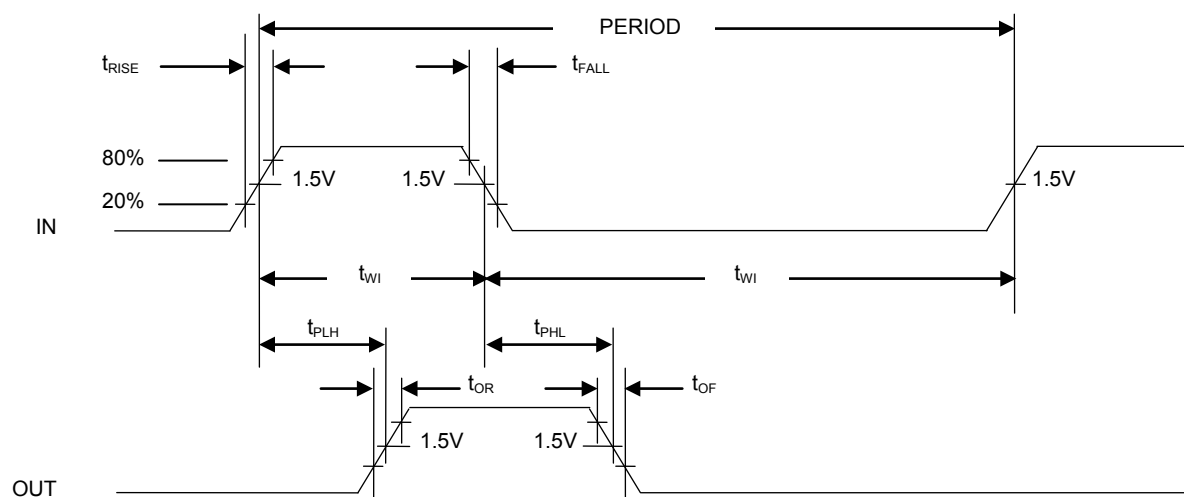 PERIOD
tRISE
tFALL
80%
1.5V
1.5V
1.5V
20%
IN
tWI
tWI
tPLH
tPHL
tOR
tOF
1.5V
1.5V
OUT